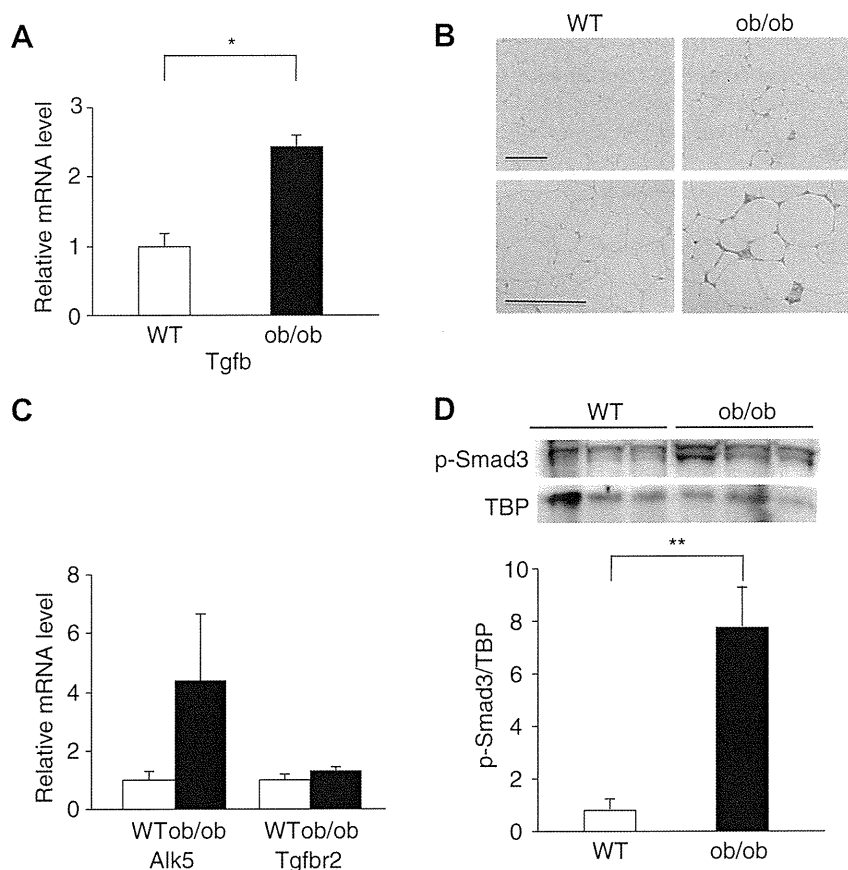 A
*
3
2
1
0
Relative mRNA level
WT ob/ob
Tgfb
B
WT ob/ob
C
8
6
4
2
0
Relative mRNA level
WTob/ob WTob/ob
Alk5 Tgfbr2
D
WT ob/ob
p-Smad3
TBP
**
10
8
6
4
2
0
p-Smad3/TBP
WT ob/ob